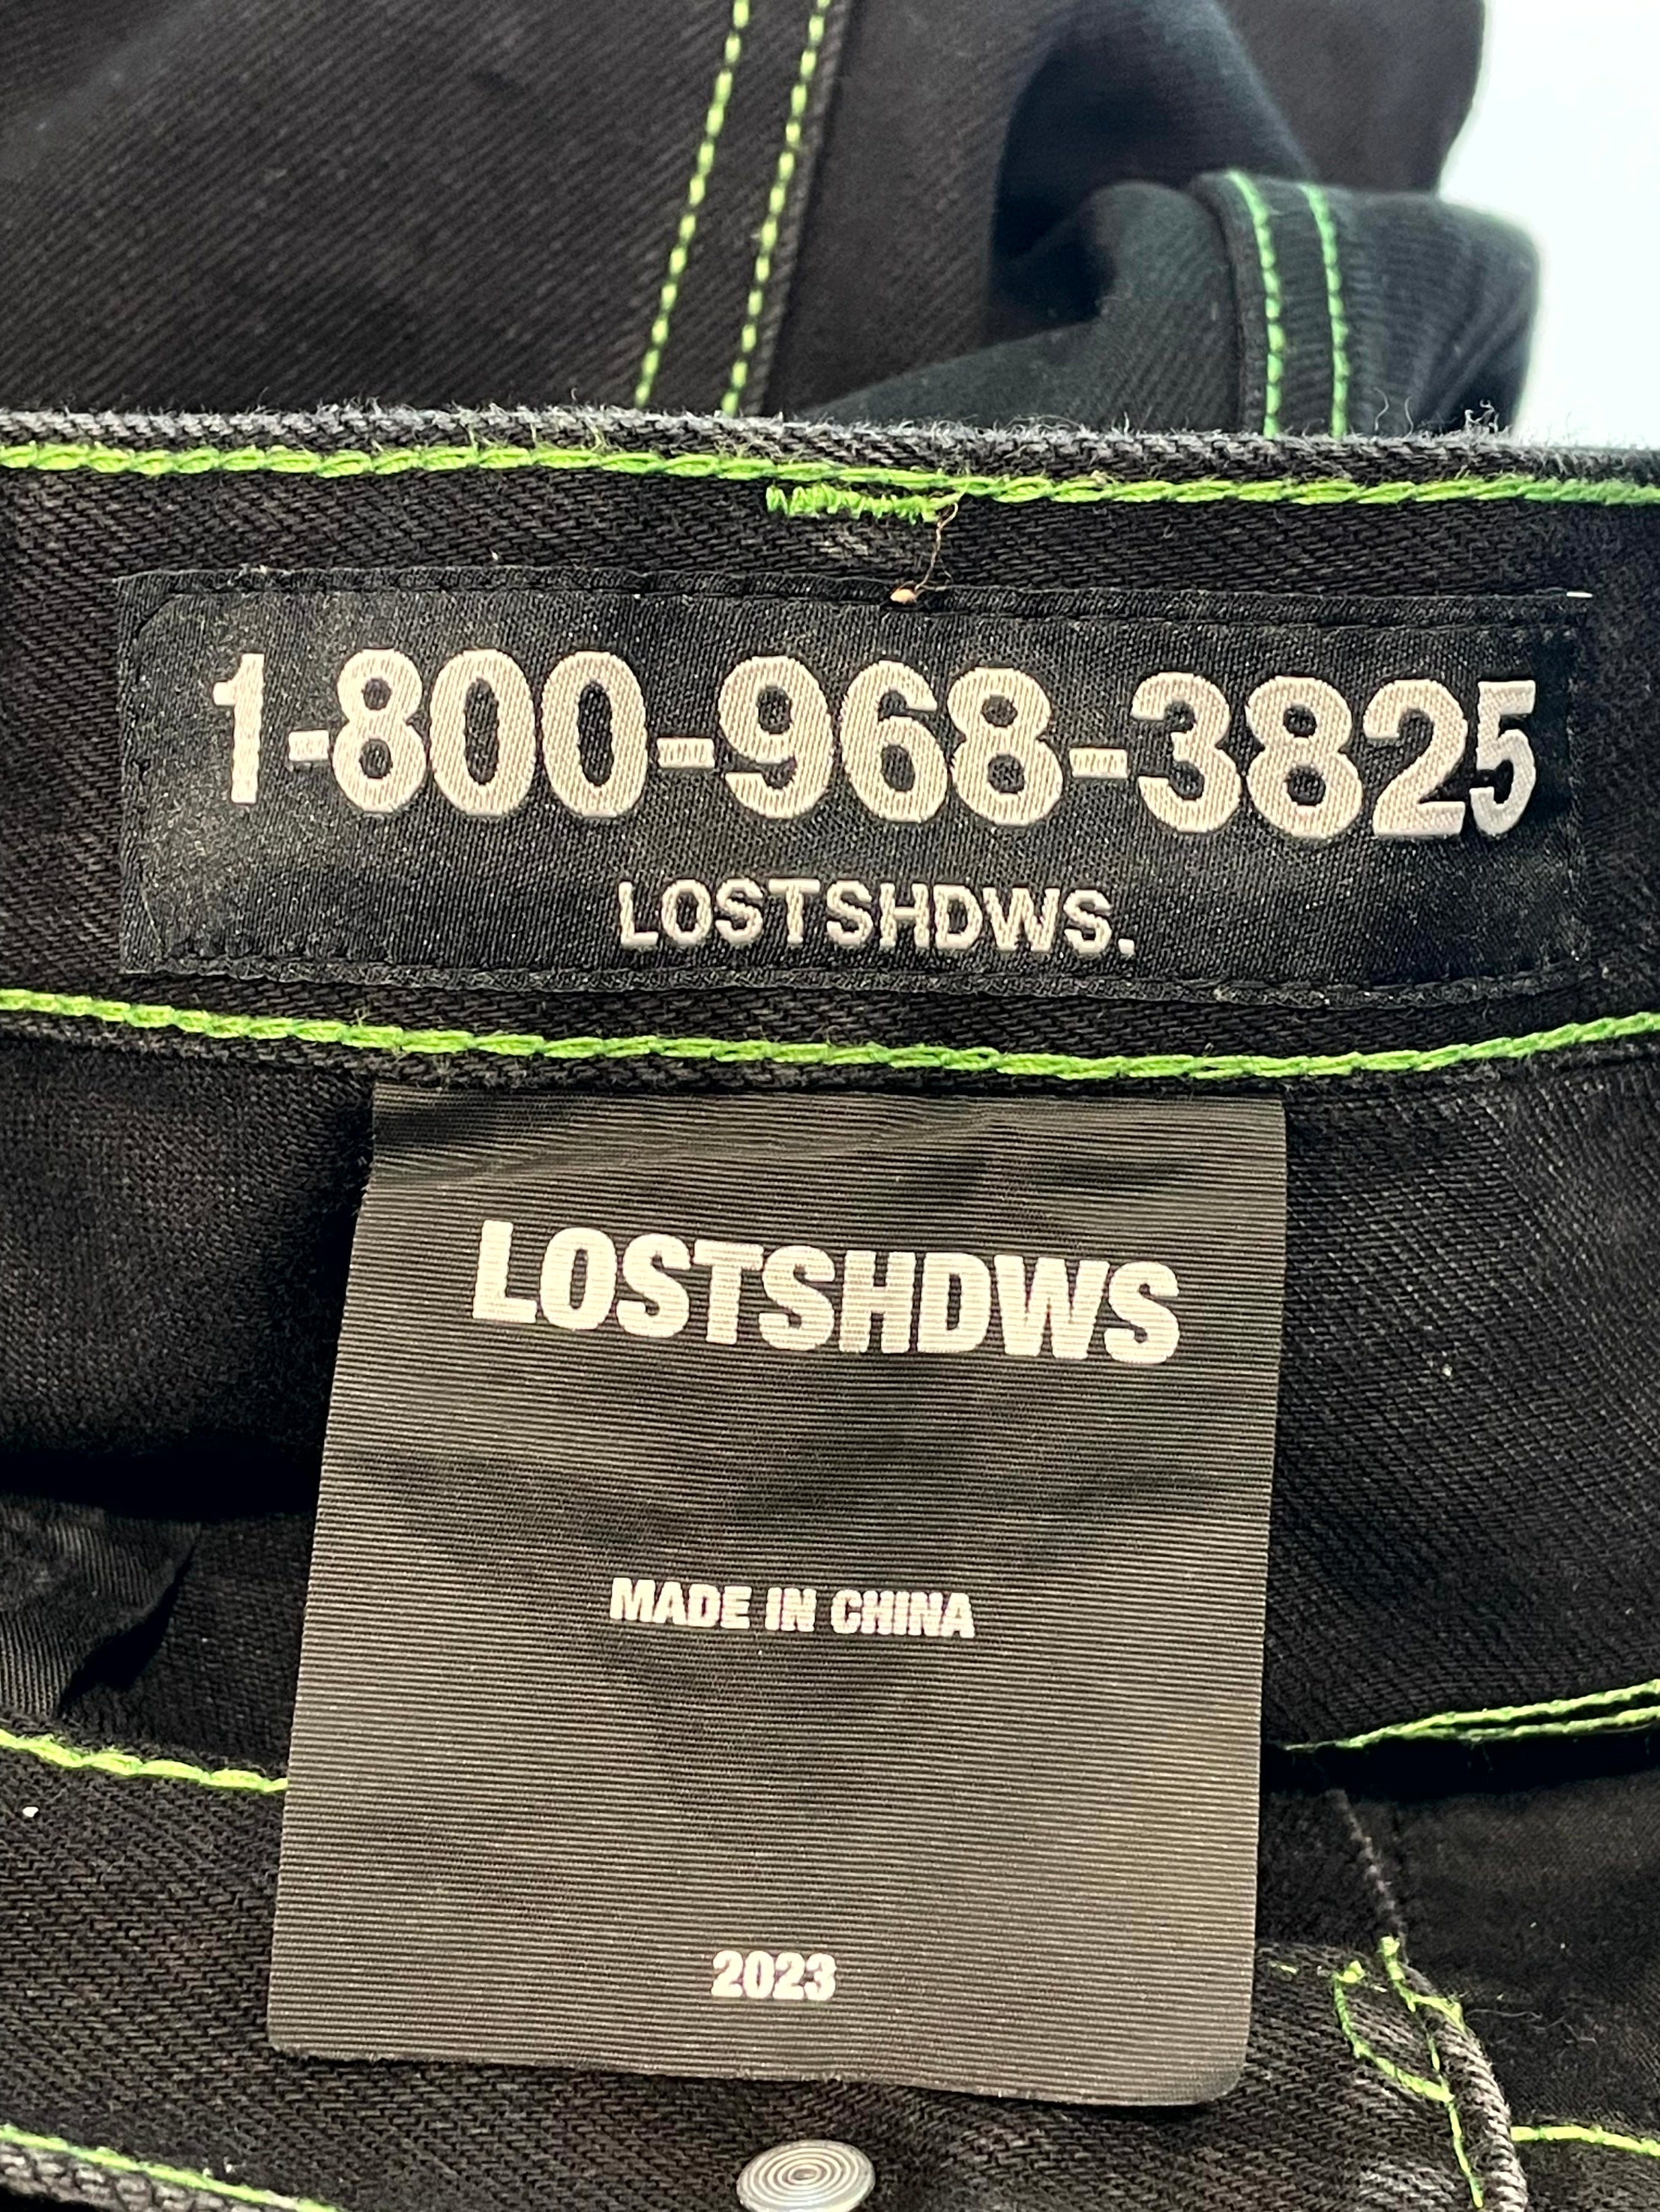 1-800-968-3825
LOSTSHDWS.
LOSTSHDWS
MADE IN CHINA
2023